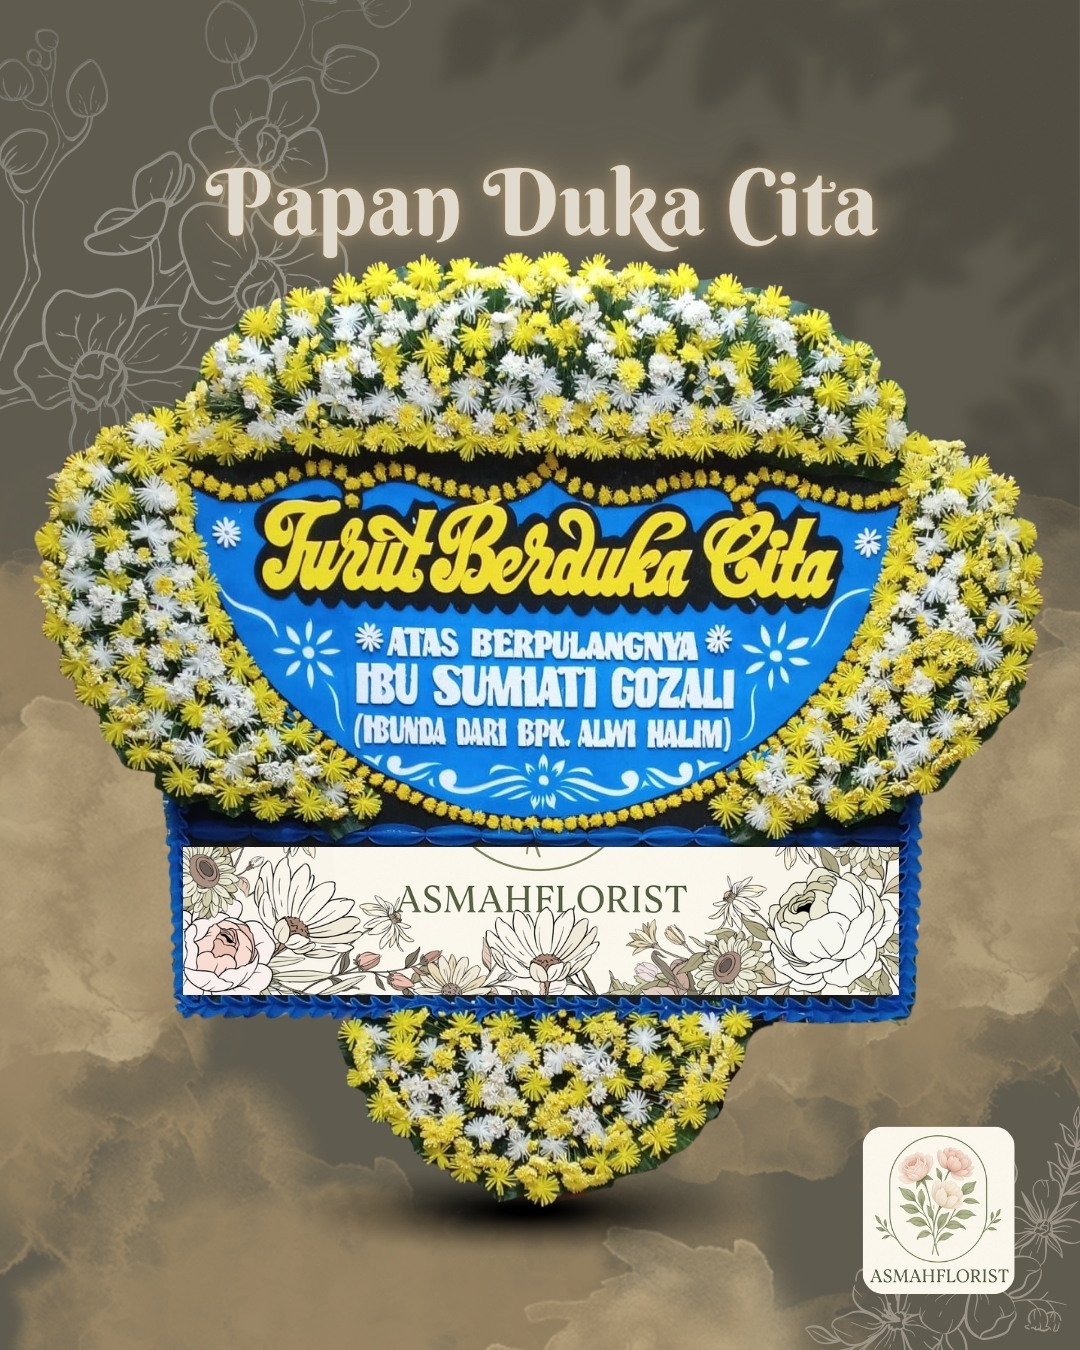 Papan Duka Cita
Turut Berduka Cita
ATAS BERPULANGNYA
IBU SUMIATI GOZALI
(IBUNDA DARI BPK. ALWI HALIM)
ASMAHFLORIST
ASMAHFLORIST